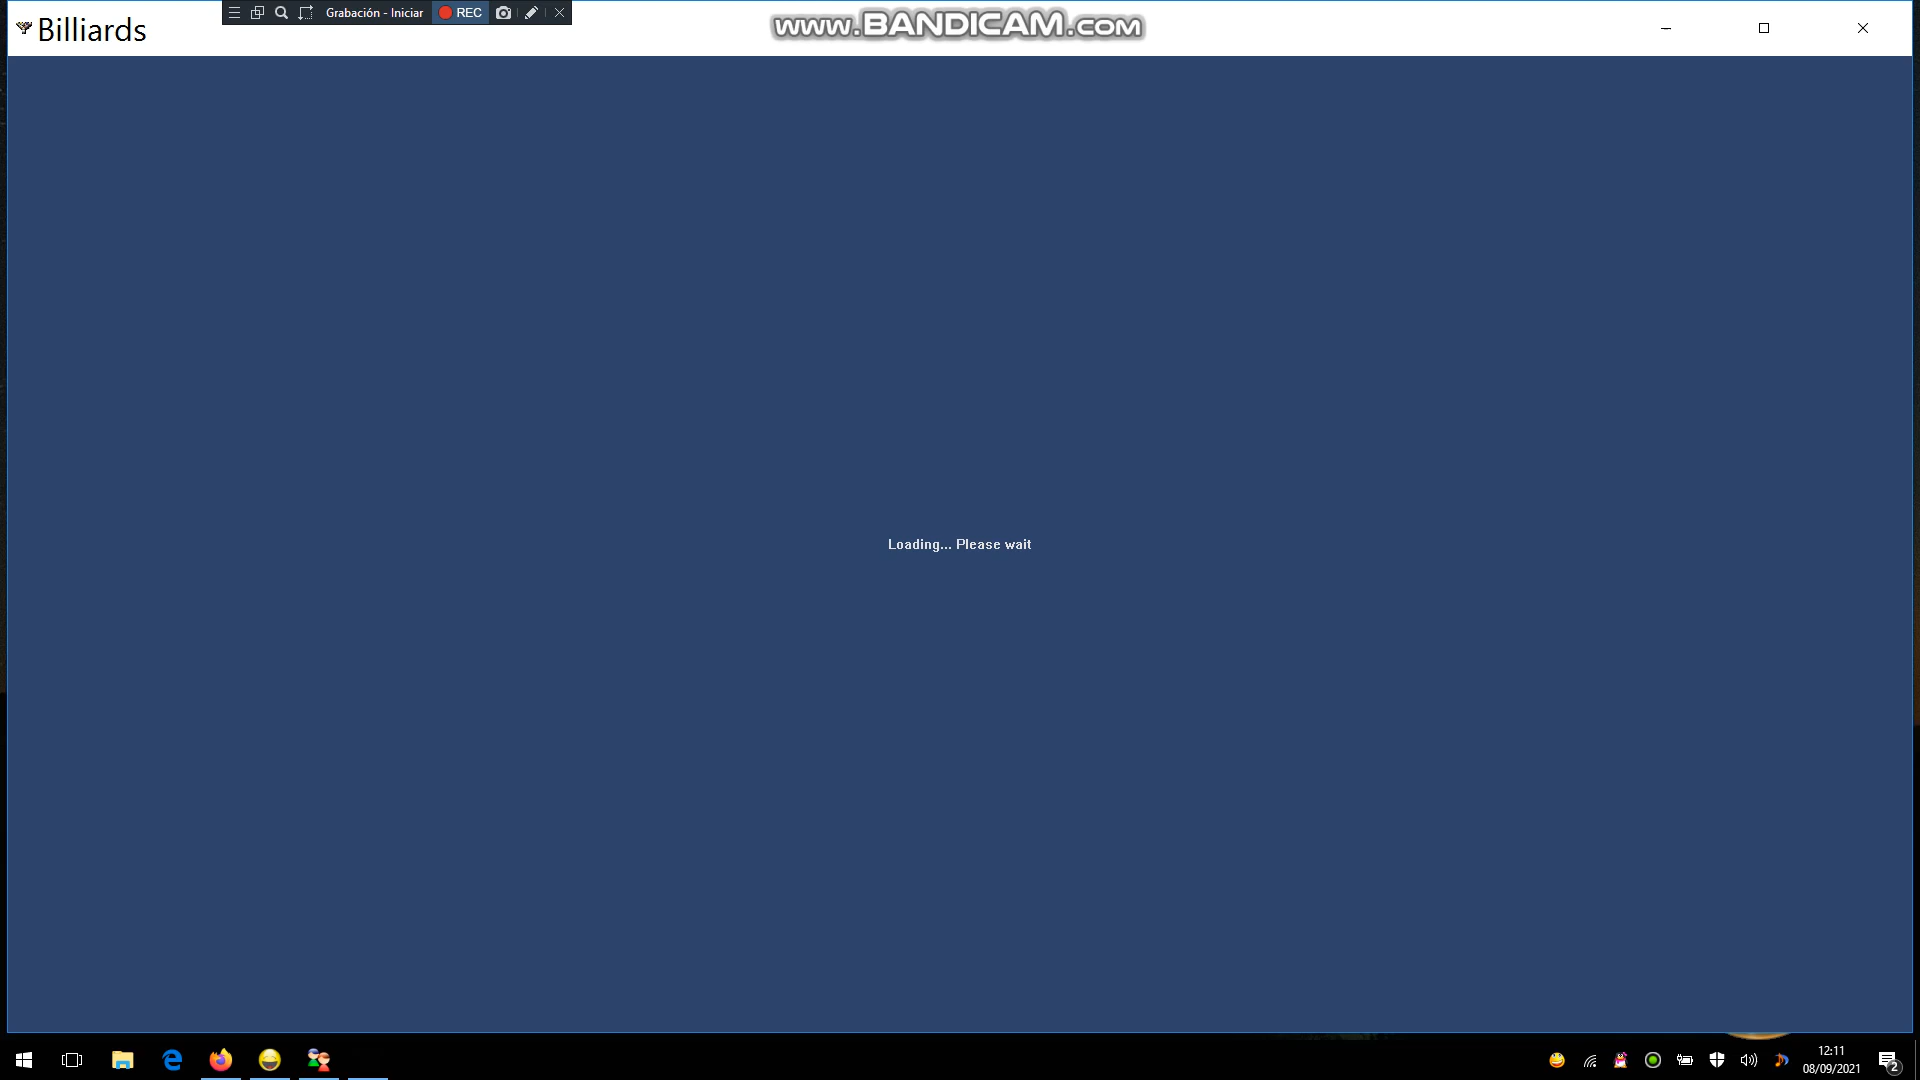 Billiards
Grabación - Iniciar
REC
www.BANDICAM.com
Loading... Please wait
12:11
08/09/2021
2